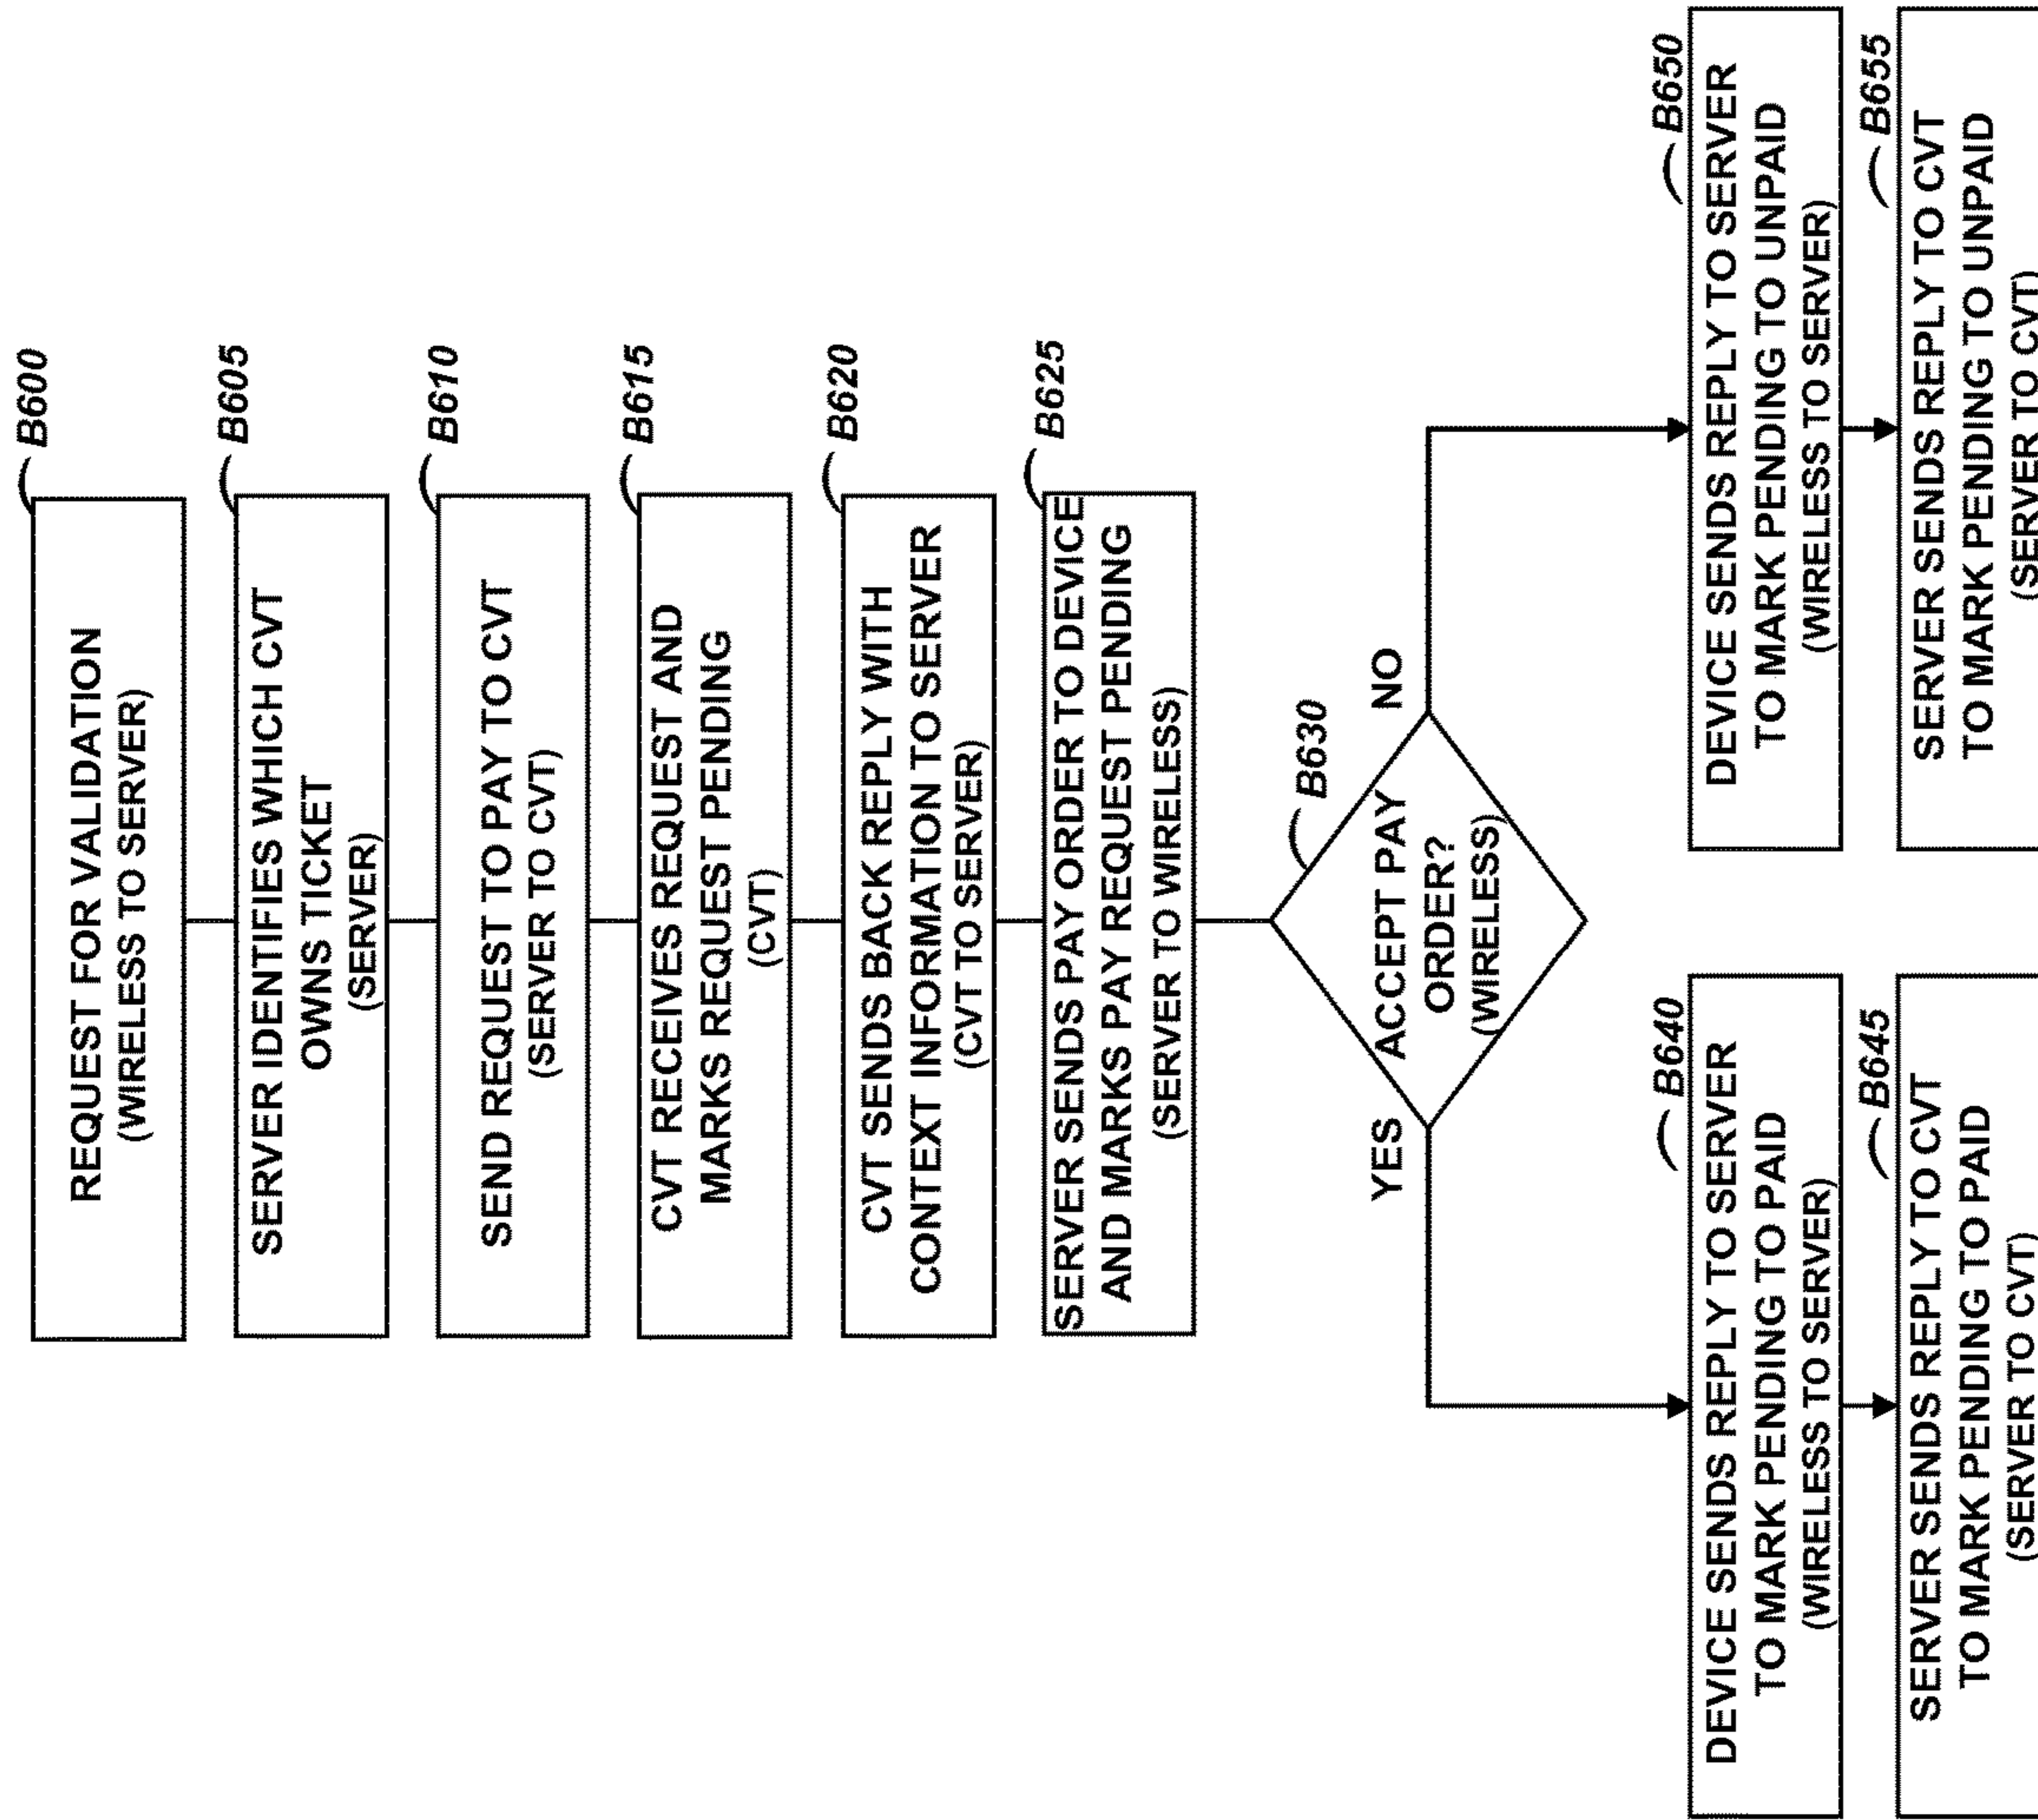 B600
REQUEST FOR VALIDATION
(WIRELESS TO SERVER)
B605
SERVER IDENTIFIES WHICH CVT
OWNS TICKET
(SERVER)
B610
SEND REQUEST TO PAY TO CVT
(SERVER TO CVT)
B615
CVT RECEIVES REQUEST AND
MARKS REQUEST PENDING
(CVT)
B620
CVT SENDS BACK REPLY WITH
CONTEXT INFORMATION TO SERVER
(CVT TO SERVER)
B625
SERVER SENDS PAY ORDER TO DEVICE
AND MARKS PAY REQUEST PENDING
(SERVER TO WIRELESS)
B630
ACCEPT PAY
ORDER?
(WIRELESS)
YES
NO
B640
DEVICE SENDS REPLY TO SERVER
TO MARK PENDING TO PAID
(WIRELESS TO SERVER)
B645
SERVER SENDS REPLY TO CVT
TO MARK PENDING TO PAID
(SERVER TO CVT)
B650
DEVICE SENDS REPLY TO SERVER
TO MARK PENDING TO UNPAID
(WIRELESS TO SERVER)
B655
SERVER SENDS REPLY TO CVT
TO MARK PENDING TO UNPAID
(SERVER TO CVT)